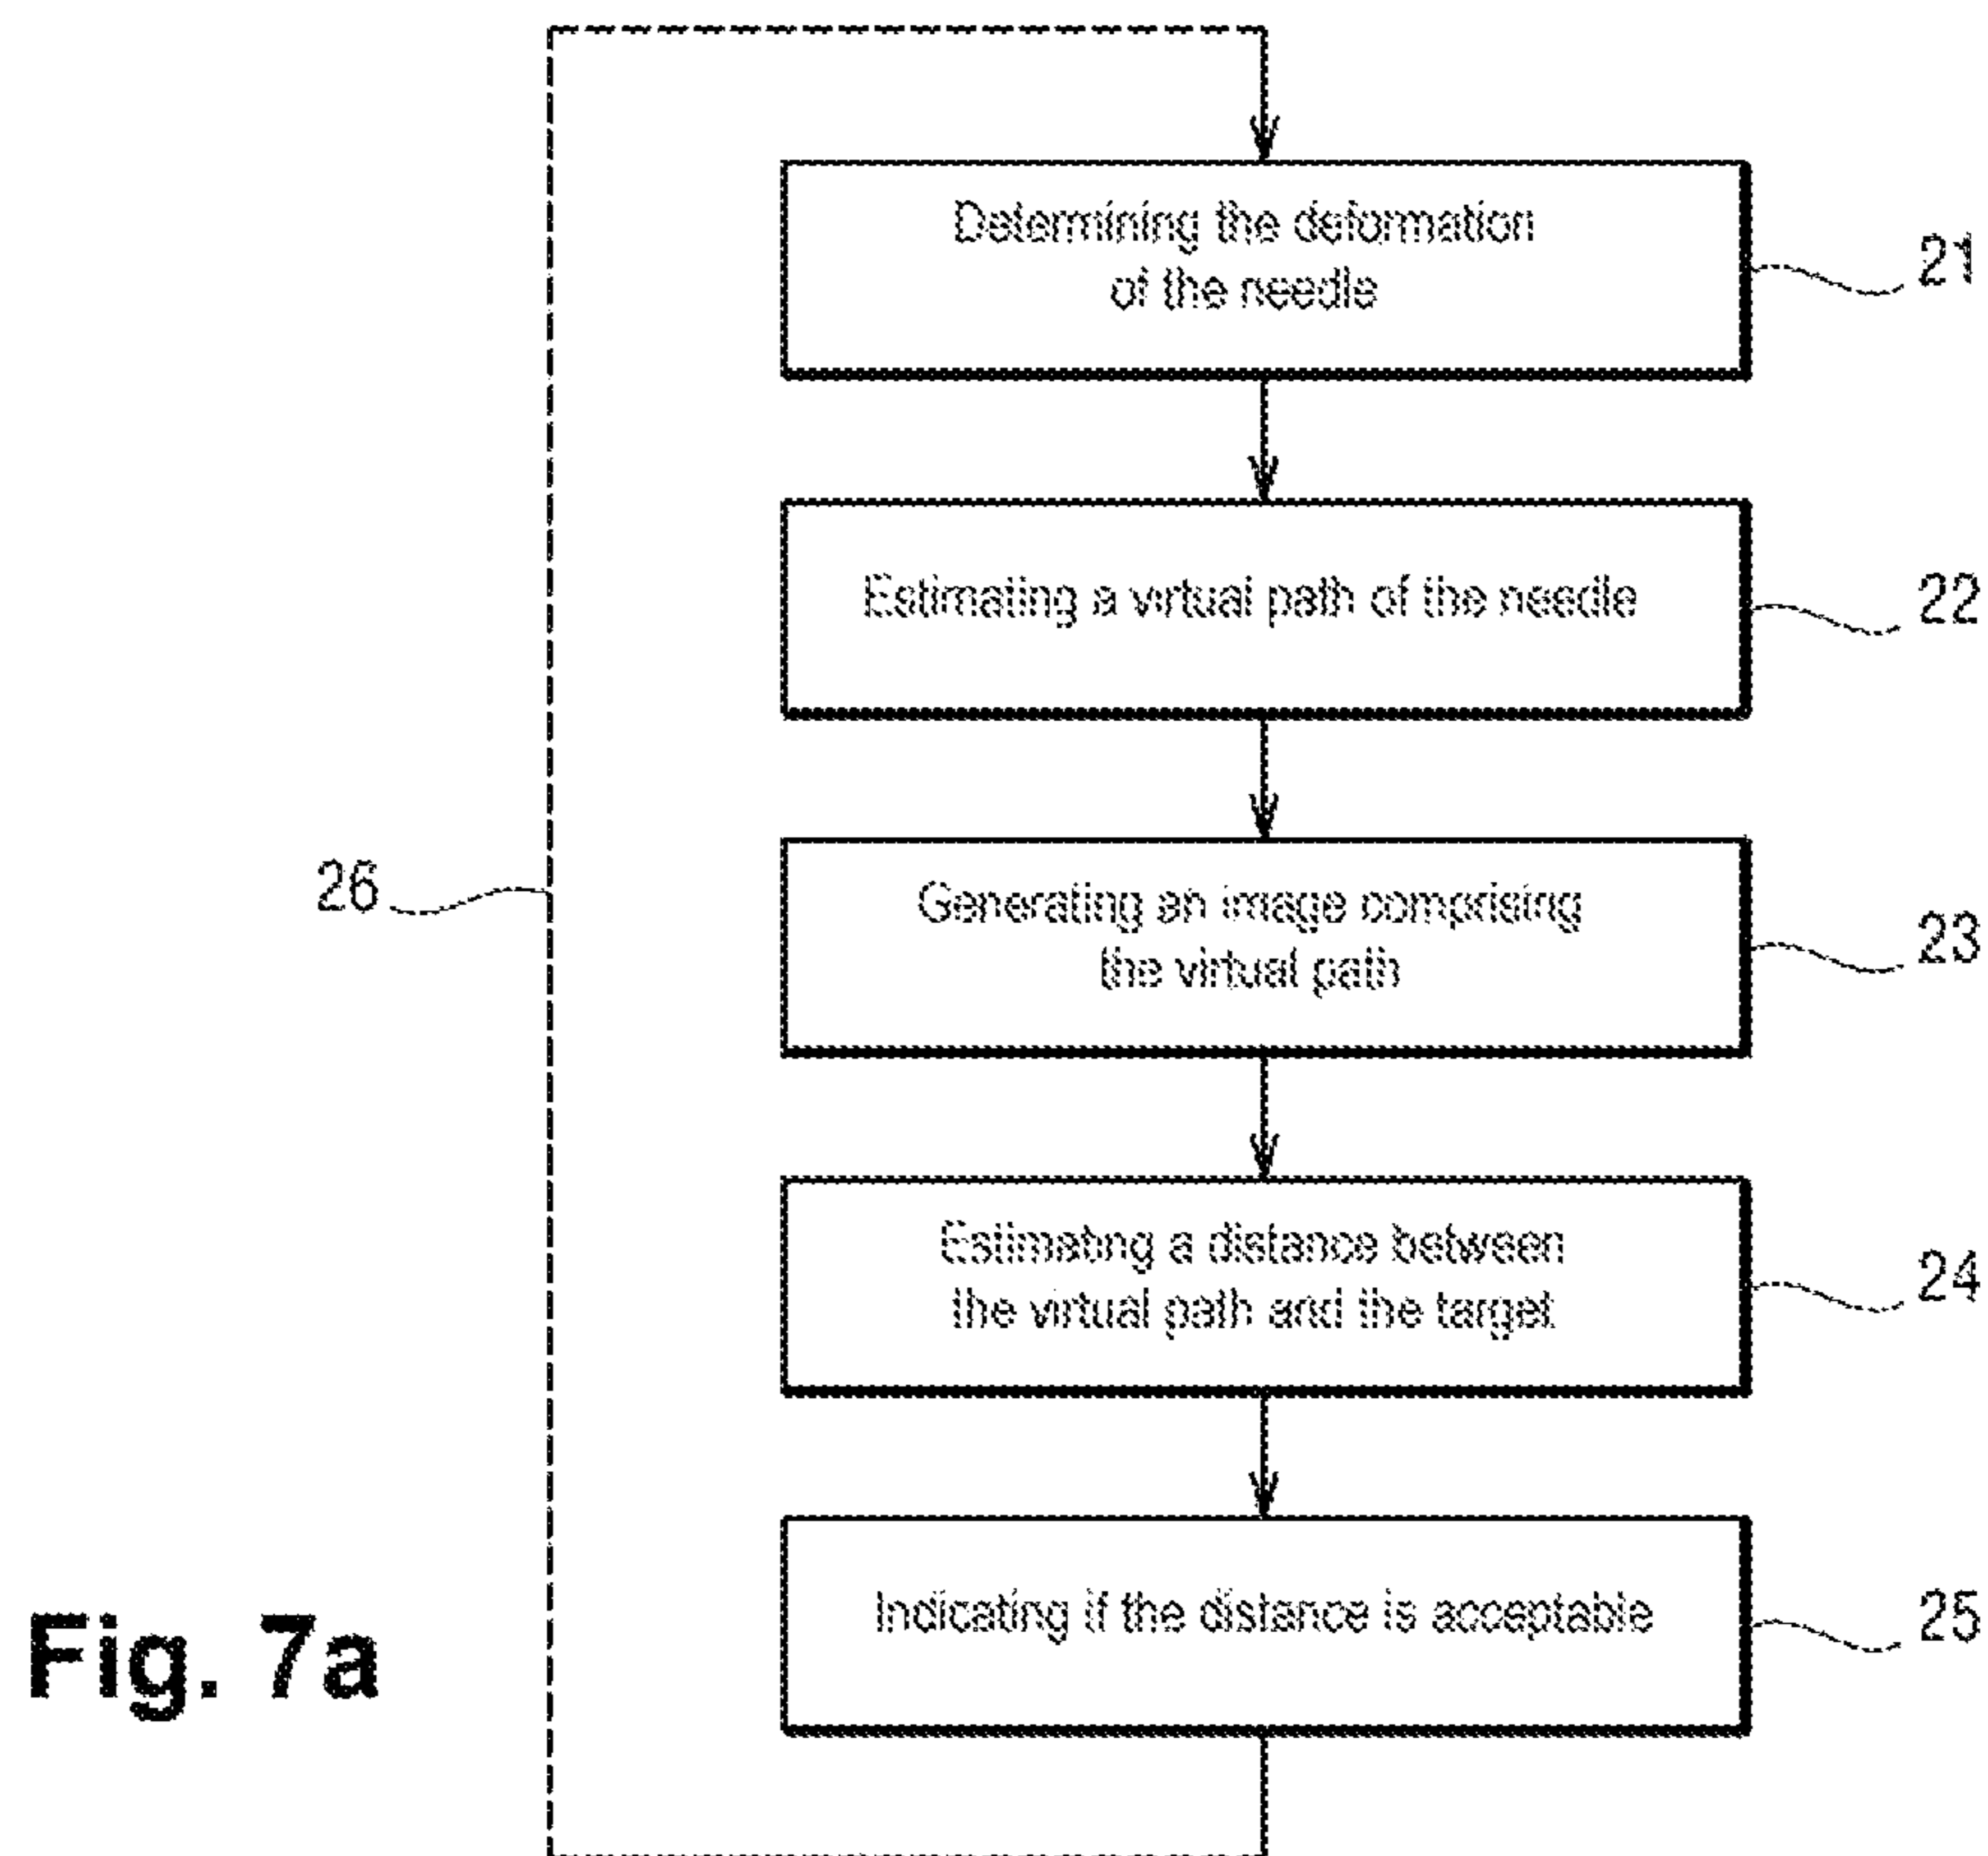 Determining the deformation
of the needle
21
Estimating a virtual path of the needle
22
Generating an image comprising
the virtual path
23
26
Estimating a distance between
the virtual path and the target
24
Indicating if the distance is acceptable
25
Fig. 7a